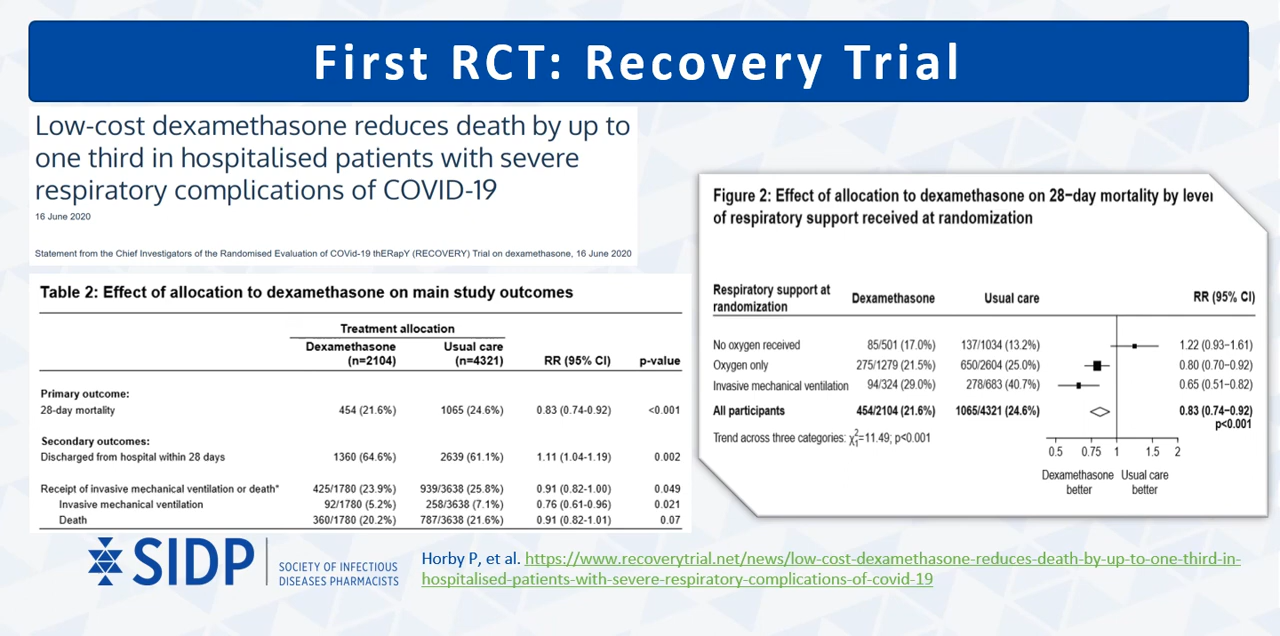 First RCT: Recovery Trial
Low-cost dexamethasone reduces death by up to
one third in hospitalised patients with severe
respiratory complications of COVID-19
16 June 2020
Statement from the Chief Investigators of the Randomised Evaluation of COVid-19 thERapY (RECOVERY) Trial on dexamethasone, 16 June 2020
Table 2: Effect of allocation to dexamethasone on main study outcomes
Treatment allocation
Dexamethasone Usual care
(n=2104) (n=4321) RR (95% CI) p-value
Primary outcome:
28-day mortality 454 (21.6%) 1065 (24.6%) 0.83 (0.74-0.92) <0.001
Secondary outcomes:
Discharged from hospital within 28 days 1360 (64.6%) 2639 (61.1%) 1.11 (1.04-1.19) 0.002
Receipt of invasive mechanical ventilation or death* 425/1780 (23.9%) 939/3638 (25.8%) 0.91 (0.82-1.00) 0.049
Invasive mechanical ventilation 92/1780 (5.2%) 258/3638 (7.1%) 0.76 (0.61-0.96) 0.021
Death 360/1780 (20.2%) 787/3638 (21.6%) 0.91 (0.82-1.01) 0.07
Figure 2: Effect of allocation to dexamethasone on 28−day mortality by level
of respiratory support received at randomization
Respiratory support at
randomization Dexamethasone Usual care RR (95% CI)
No oxygen received 85/501 (17.0%) 137/1034 (13.2%) 1.22 (0.93−1.61)
Oxygen only 275/1279 (21.5%) 650/2604 (25.0%) 0.80 (0.70−0.92)
Invasive mechanical ventilation 94/324 (29.0%) 278/683 (40.7%) 0.65 (0.51−0.82)
All participants 454/2104 (21.6%) 1065/4321 (24.6%) 0.83 (0.74−0.92)
p<0.001
Trend across three categories: χ²₁=11.49; p<0.001
0.5 0.75 1 1.5 2
Dexamethasone Usual care
better better
SIDP
SOCIETY OF INFECTIOUS
DISEASES PHARMACISTS
Horby P, et al. https://www.recoverytrial.net/news/low-cost-dexamethasone-reduces-death-by-up-to-one-third-in-
hospitalised-patients-with-severe-respiratory-complications-of-covid-19